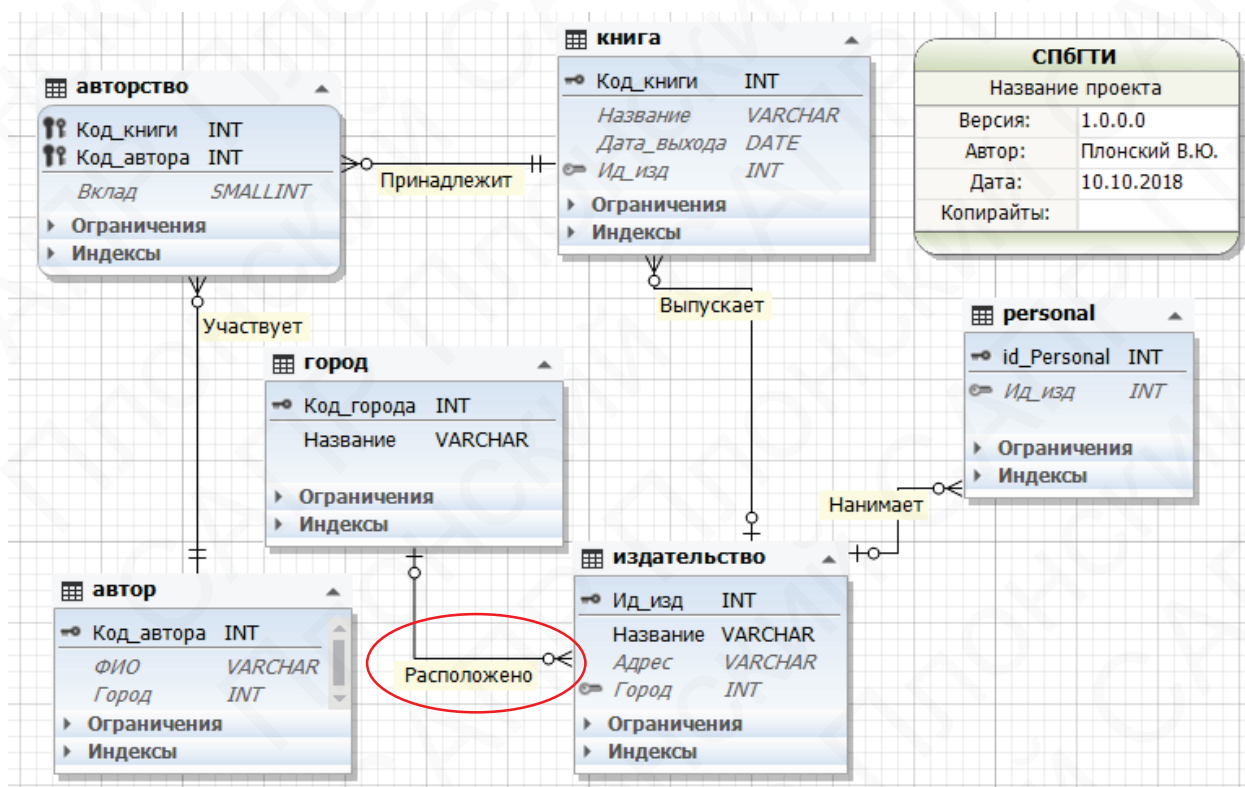 книга
Код_книги INT
Название VARCHAR
Дата_выхода DATE
Ид_изд INT
Ограничения
Индексы
СПбГТИ
Название проекта
Версия: 1.0.0.0
Автор: Плонский В.Ю.
Дата: 10.10.2018
Копирайты:
авторство
Код_книги INT
Код_автора INT
Вклад SMALLINT
Ограничения
Индексы
Принадлежит
Выпускает
Участвует
personal
id_Personal INT
Ид_изд INT
Ограничения
Индексы
город
Код_города INT
Название VARCHAR
Ограничения
Индексы
Нанимает
издательство
Ид_изд INT
Название VARCHAR
Адрес VARCHAR
Город INT
Ограничения
Индексы
автор
Код_автора INT
ФИО VARCHAR
Город INT
Ограничения
Индексы
Расположено